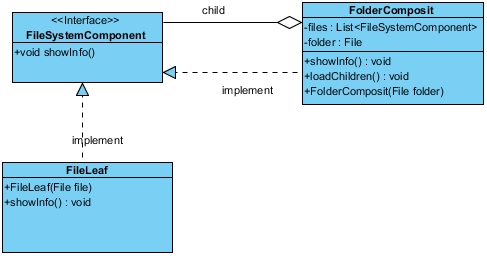 <<Interface>>
FileSystemComponent
+void showInfo()
child
FolderComposit
-files : List<FileSystemComponent>
-folder : File
+showInfo() : void
+loadChildren() : void
+FolderComposit(File folder)
implement
implement
FileLeaf
+FileLeaf(File file)
+showInfo() : void